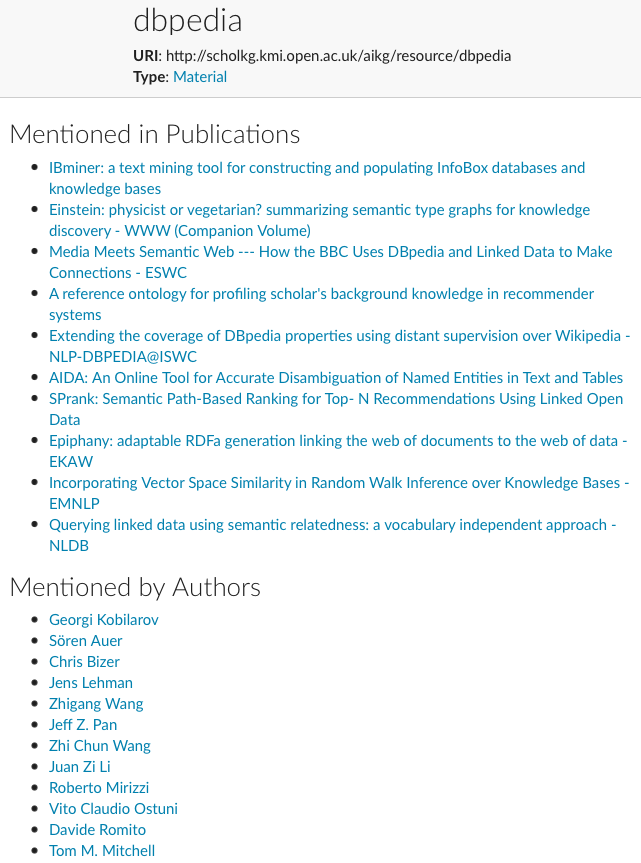 dbpedia
URI: http://scholkg.kmi.open.ac.uk/aikg/resource/dbpedia
Type: Material
Mentioned in Publications
IBminer: a text mining tool for constructing and populating InfoBox databases and
knowledge bases
Einstein: physicist or vegetarian? summarizing semantic type graphs for knowledge
discovery - WWW (Companion Volume)
Media Meets Semantic Web --- How the BBC Uses DBpedia and Linked Data to Make
Connections - ESWC
A reference ontology for profiling scholar's background knowledge in recommender
systems
Extending the coverage of DBpedia properties using distant supervision over Wikipedia -
NLP-DBPEDIA@ISWC
AIDA: An Online Tool for Accurate Disambiguation of Named Entities in Text and Tables
SPrank: Semantic Path-Based Ranking for Top- N Recommendations Using Linked Open
Data
Epiphany: adaptable RDFa generation linking the web of documents to the web of data -
EKAW
Incorporating Vector Space Similarity in Random Walk Inference over Knowledge Bases -
EMNLP
Querying linked data using semantic relatedness: a vocabulary independent approach -
NLDB
Mentioned by Authors
Georgi Kobilarov
Sören Auer
Chris Bizer
Jens Lehman
Zhigang Wang
Jeff Z. Pan
Zhi Chun Wang
Juan Zi Li
Roberto Mirizzi
Vito Claudio Ostuni
Davide Romito
Tom M. Mitchell